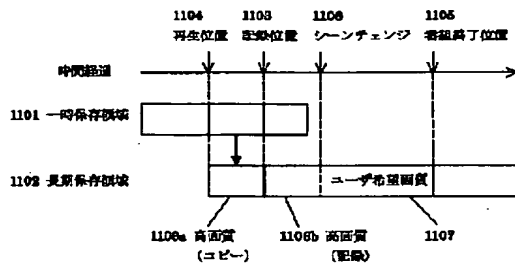 1104 1103 1106 1105
再生位置 記録位置 シーンチェンジ 番組終了位置
時間経過
1101 一時保存領域
1102 長期保存領域 ユーザ希望画質
1106a 高画質 1106b 高画質 1107
(コピー) (記録)